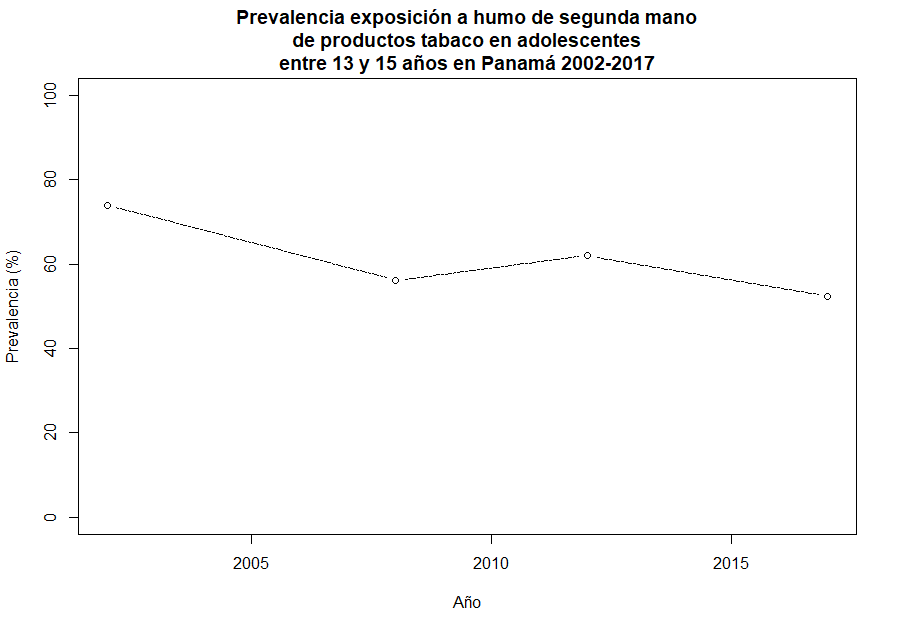 Prevalencia exposición a humo de segunda mano
de productos tabaco en adolescentes
entre 13 y 15 años en Panamá 2002-2017
Prevalencia (%)
100
80
60
40
20
0
2005
2010
2015
Año